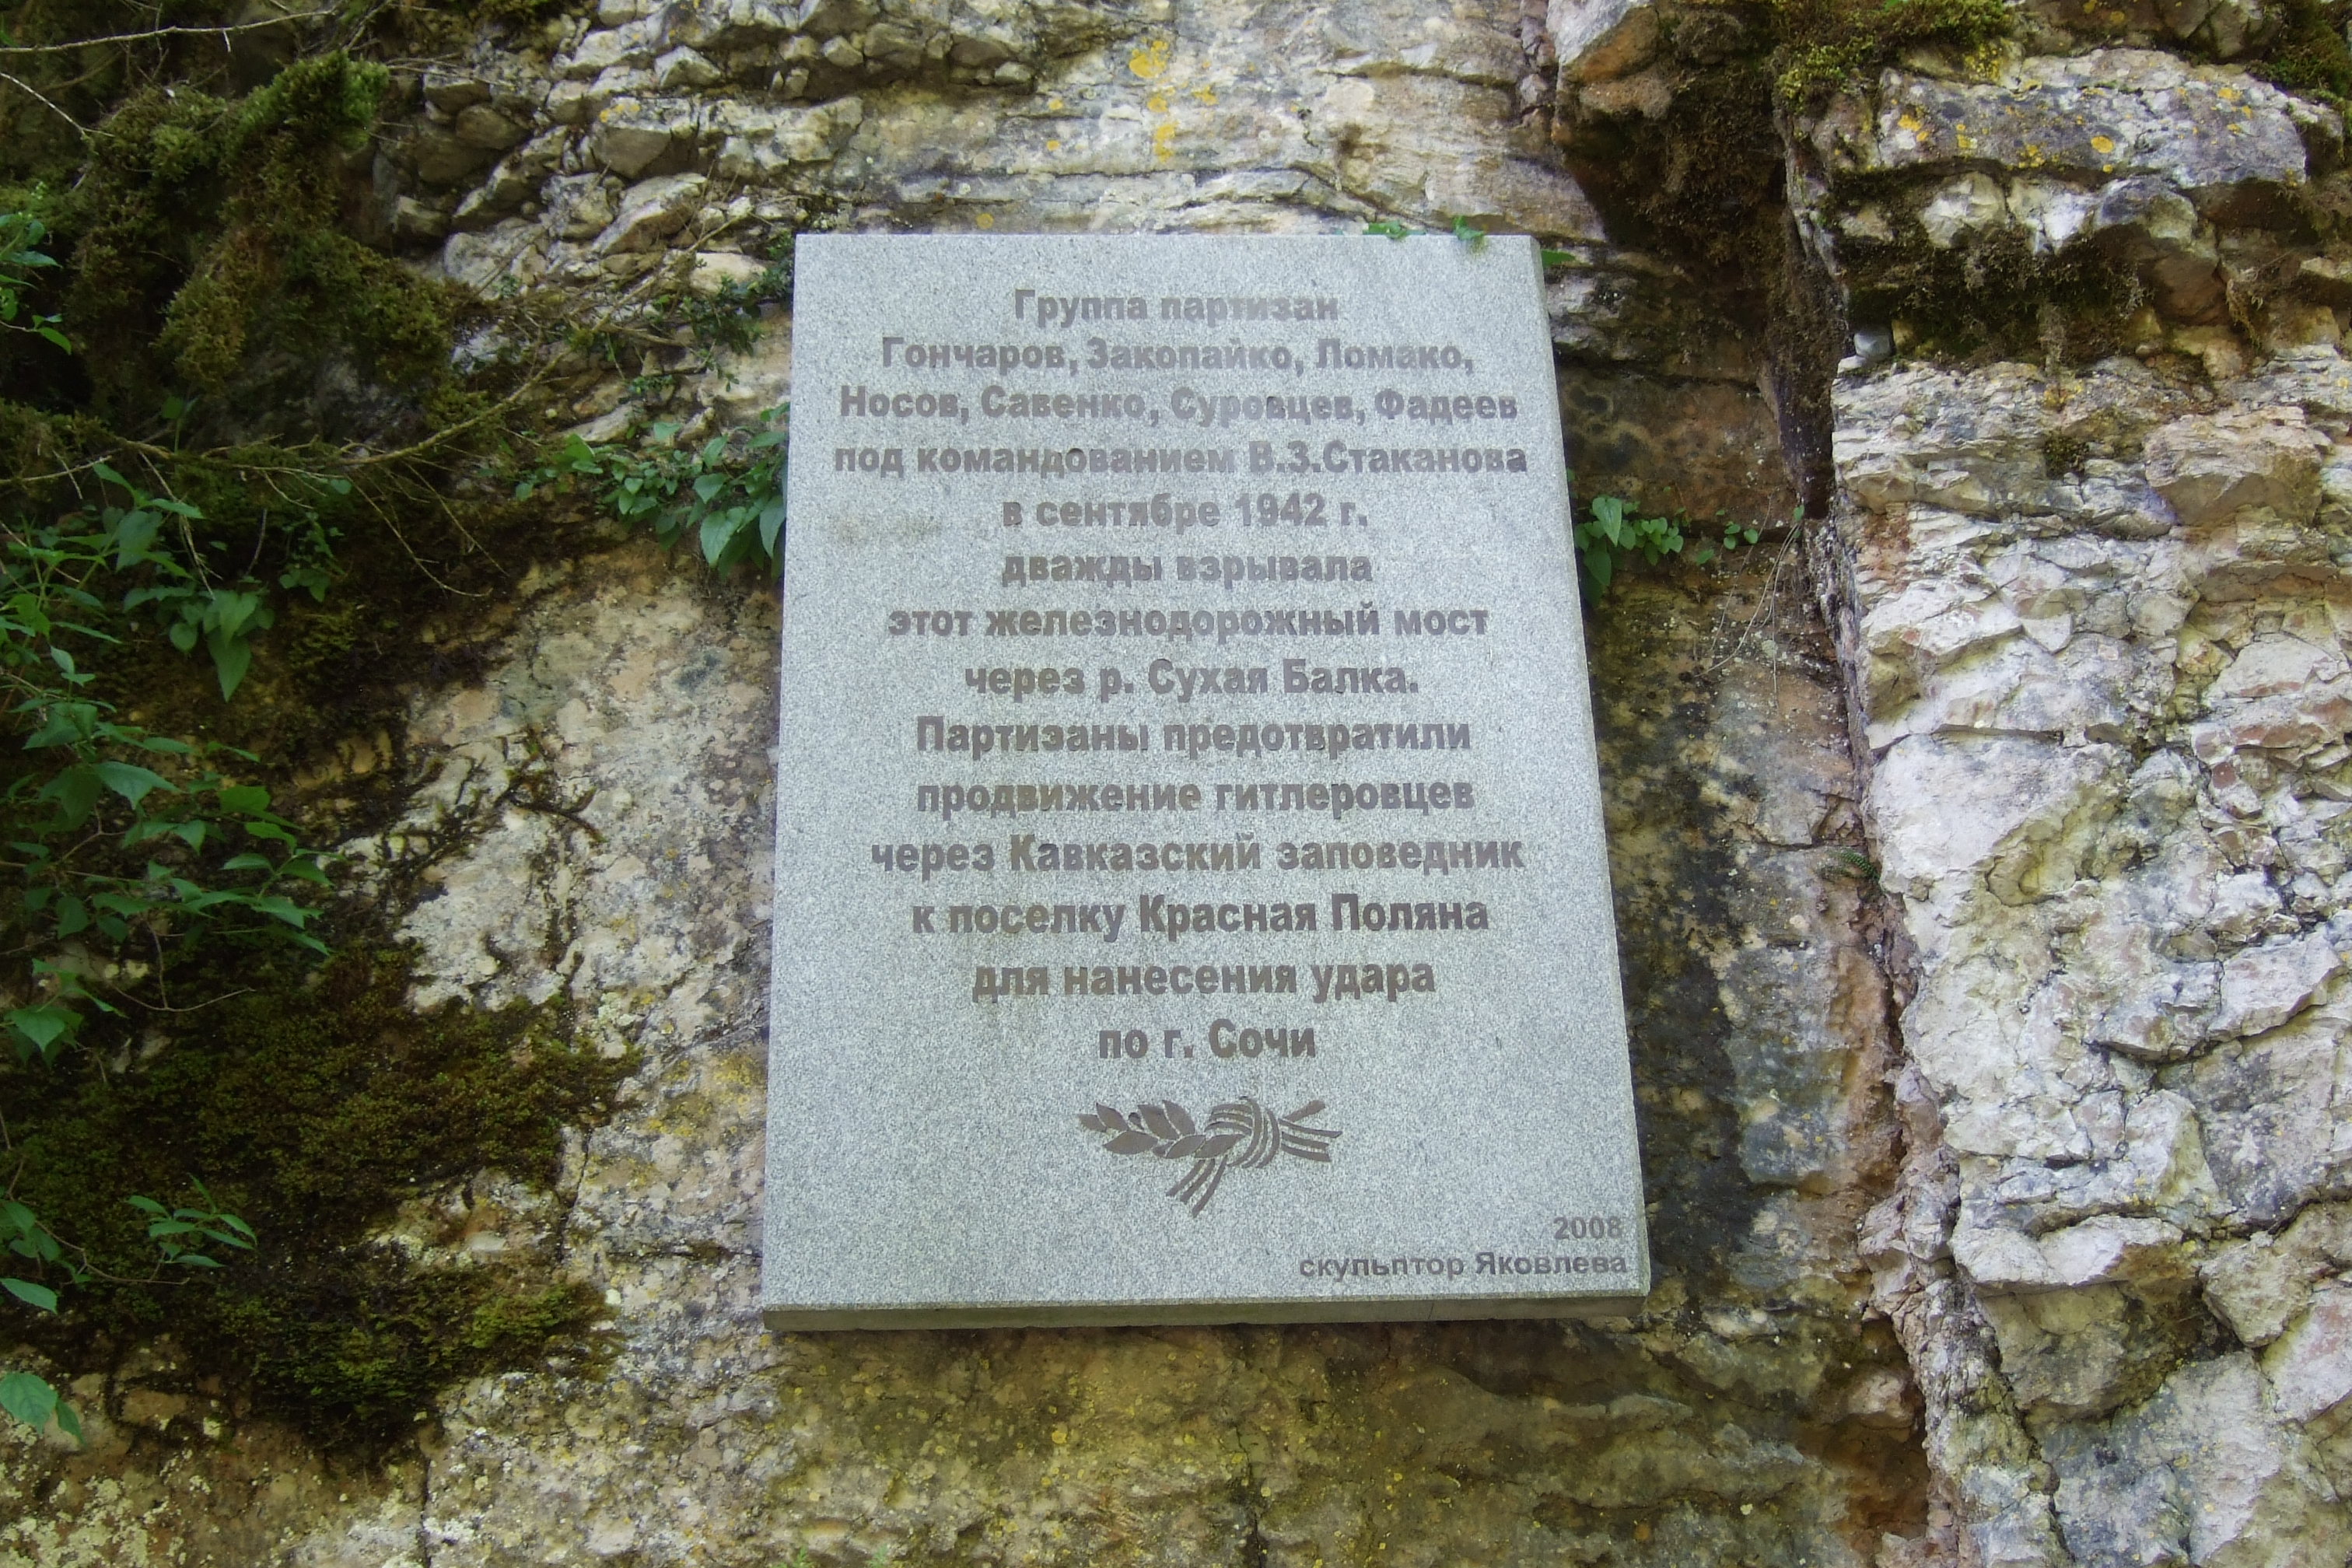 Группа партизан
Гончаров, Закопайко, Ломако,
Носов, Савенко, Суровцев, Фадеев
под командованием В.З.Стаканова
в сентябре 1942 г.
дважды взрывала
этот железнодорожный мост
через р. Сухая Балка.
Партизаны предотвратили
продвижение гитлеровцев
через Кавказский заповедник
к поселку Красная Поляна
для нанесения удара
по г. Сочи
2008
скульптор Яковлева